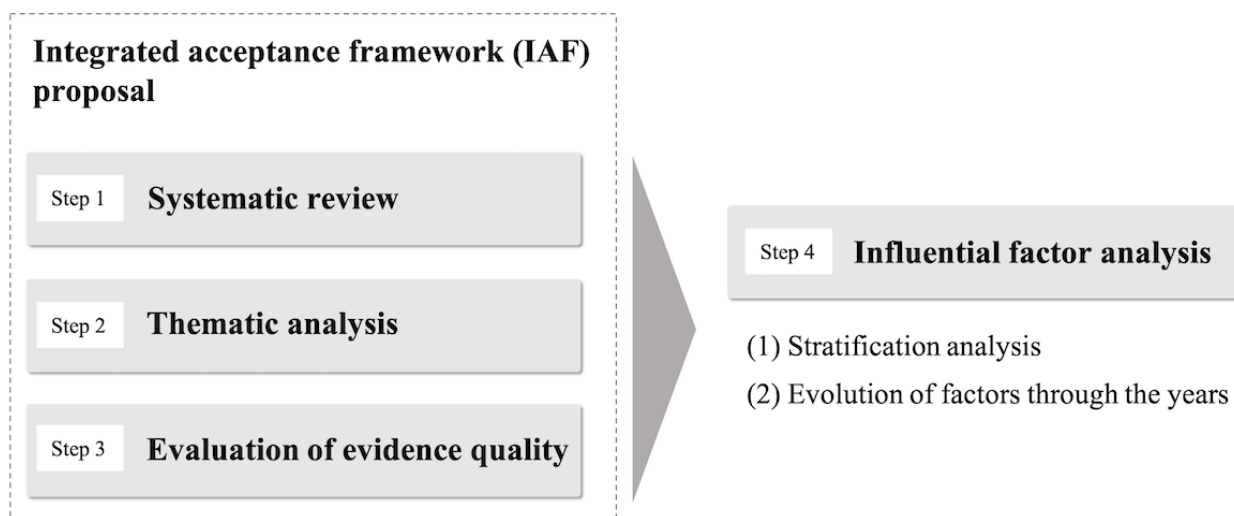 Integrated acceptance framework (IAF)
proposal
Step 1 Systematic review
Step 2 Thematic analysis
Step 3 Evaluation of evidence quality
Step 4 Influential factor analysis
(1) Stratification analysis
(2) Evolution of factors through the years